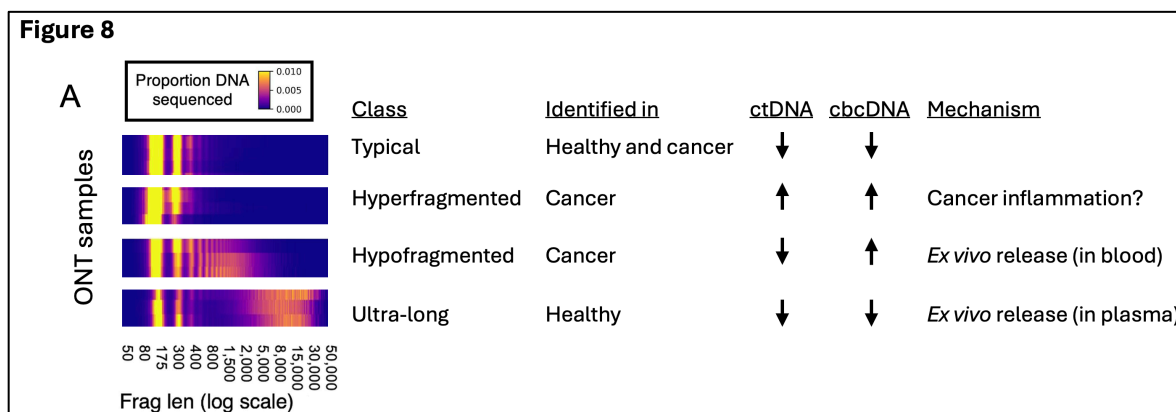 Figure 8
A
Proportion DNA
sequenced
0.010
0.005
0.000
Class Identified in ctDNA cbcDNA Mechanism
Typical Healthy and cancer ↓ ↓
Hyperfragmented Cancer ↑ ↑ Cancer inflammation?
Hypofragmented Cancer ↓ ↑ Ex vivo release (in blood)
Ultra-long Healthy ↓ ↓ Ex vivo release (in plasma)
ONT samples
50 80 175 300 400 800 1,500 2,000 5,000 8,000 15,000 30,000 50,000
Frag len (log scale)